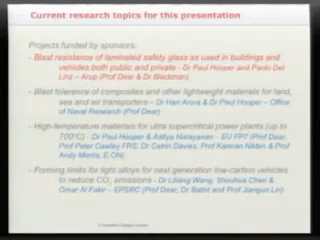 Current research topics for this presentation
Projects funded by sponsors:
- Blast resistance of laminated safety glass as used in buildings and
vehicles both public and private - Dr Paul Hooper and Paolo Del
Linz – Arup (Prof Dear & Dr Blackman)
- Blast tolerance of composites and other lightweight materials for land,
sea and air transporters – Dr Hari Arora & Dr Paul Hooper – Office
of Naval Research (Prof Dear)
- High-temperature materials for ultra supercritical power plants (up to
700°C) - Dr Paul Hooper & Aditya Narayanan – EU FP7 (Prof Dear,
Prof Peter Cawley FRS, Dr Catrin Davies, Prof Kamran Nikbin & Prof
Andy Morris, E.ON)
- Forming limits for light alloys for next generation low-carbon vehicles
to reduce CO₂ emissions - Dr Liliang Wang, Shouhua Chen &
Omar Al Fakir – EPSRC (Prof Dear, Dr Balint and Prof Jianguo Lin)